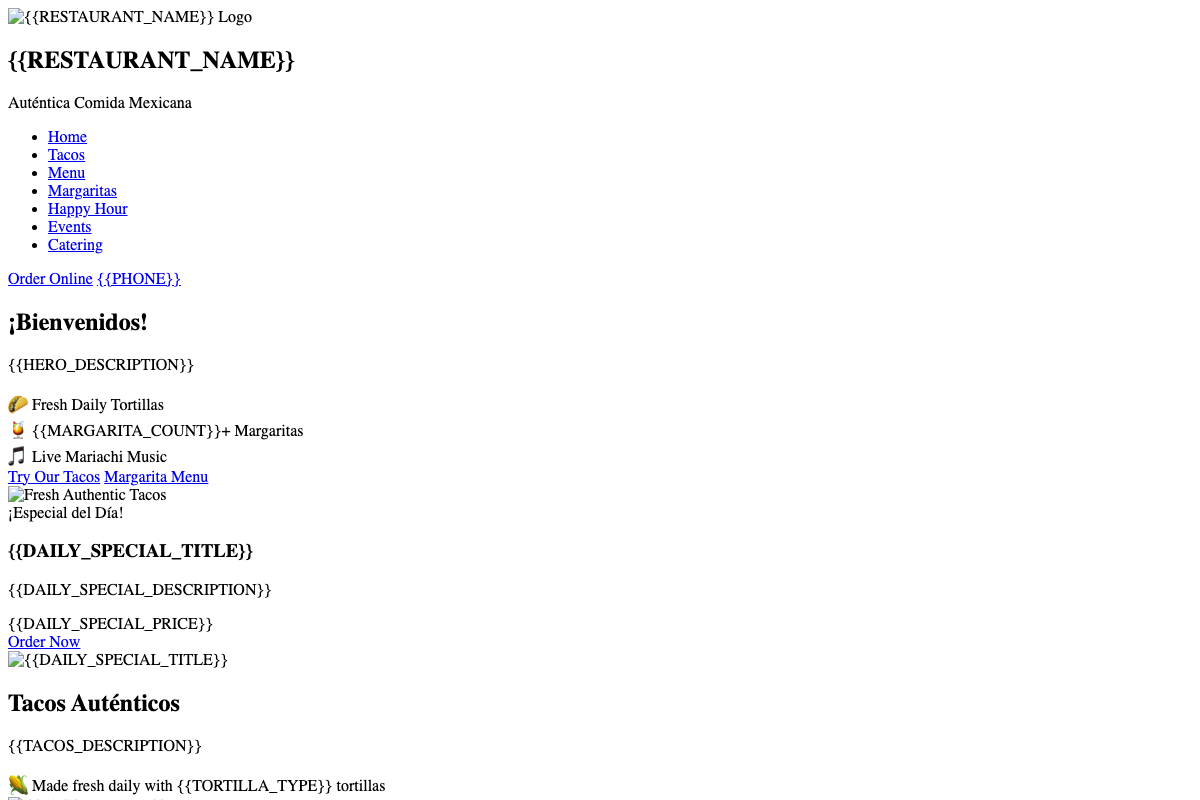 {{RESTAURANT_NAME}} Logo
{{RESTAURANT_NAME}}
Auténtica Comida Mexicana
Home
Tacos
Menu
Margaritas
Happy Hour
Events
Catering
Order Online {{PHONE}}
¡Bienvenidos!
{{HERO_DESCRIPTION}}
🌮 Fresh Daily Tortillas
🍹 {{MARGARITA_COUNT}}+ Margaritas
🎵 Live Mariachi Music
Try Our Tacos Margarita Menu
Fresh Authentic Tacos
¡Especial del Día!
{{DAILY_SPECIAL_TITLE}}
{{DAILY_SPECIAL_DESCRIPTION}}
{{DAILY_SPECIAL_PRICE}}
Order Now
{{DAILY_SPECIAL_TITLE}}
Tacos Auténticos
{{TACOS_DESCRIPTION}}
🌽 Made fresh daily with {{TORTILLA_TYPE}} tortillas